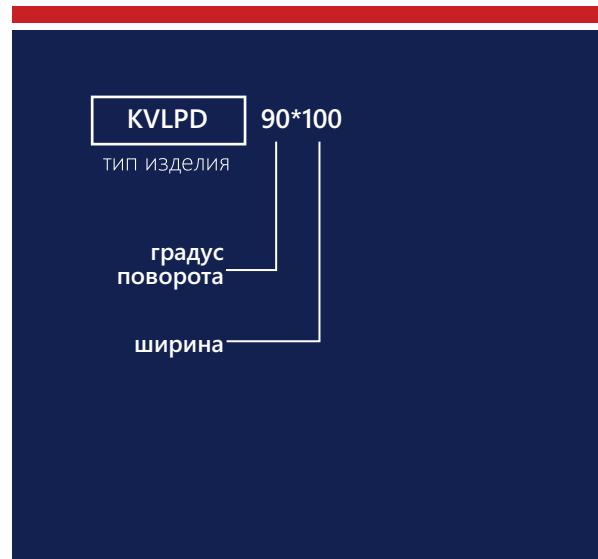 KVLPD 90*100
тип изделия
градус
поворота
ширина